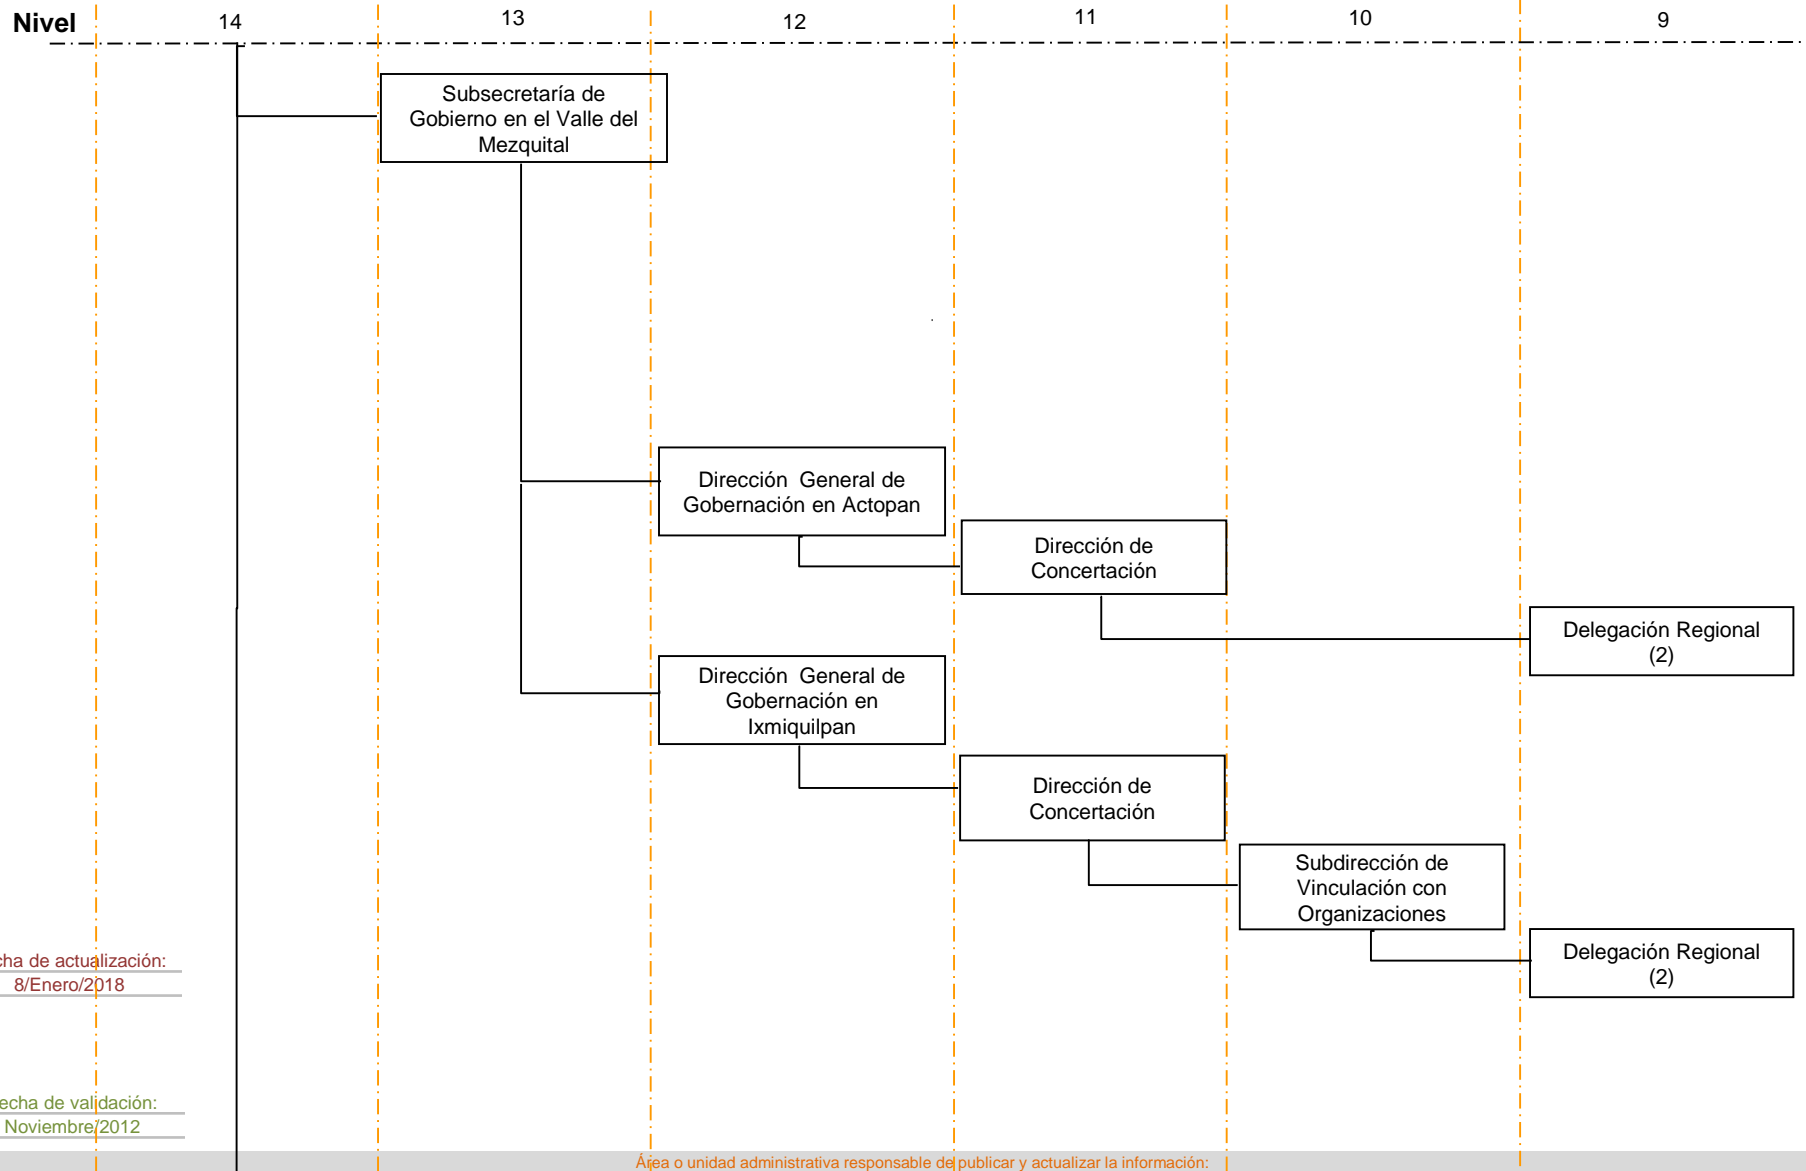 Nivel 14 13 12 11 10 9
Subsecretaría de
Gobierno en el Valle del
Mezquital
Dirección  General de
Gobernación en Actopan
Dirección de
Concertación
Delegación Regional
(2)
Dirección  General de
Gobernación en
Ixmiquilpan
Dirección de
Concertación
Subdirección de
Vinculación con
Organizaciones
Delegación Regional
(2)
cha de actualización:
8/Enero/2018
echa de validación:
Noviembre/2012
Área o unidad administrativa responsable de publicar y actualizar la información: